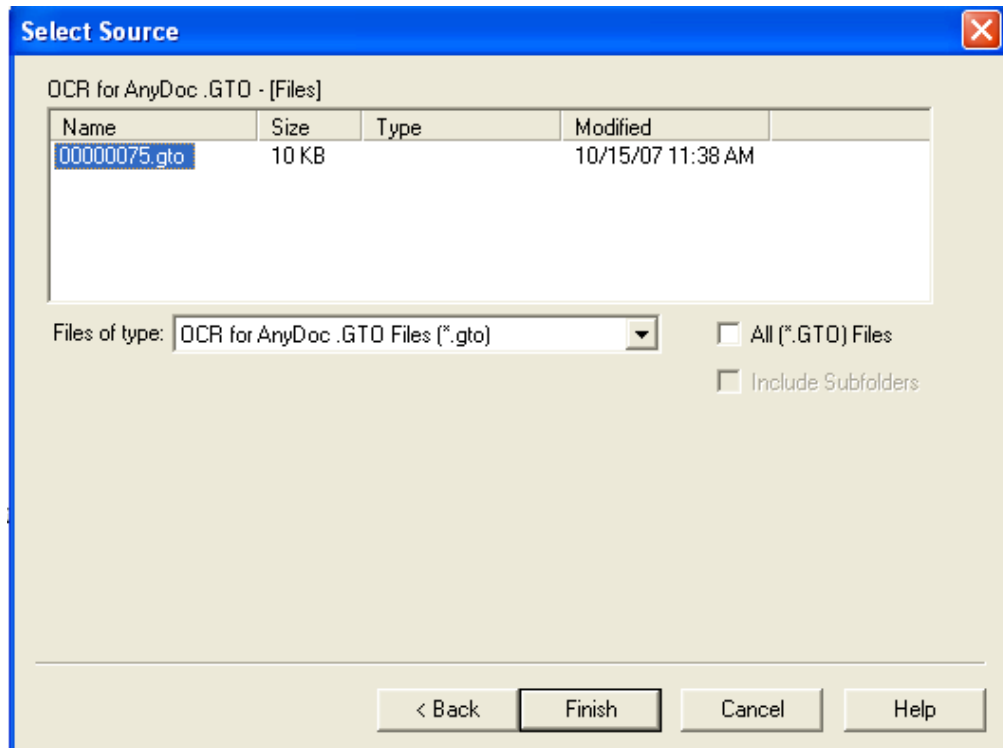 Select Source
OCR for AnyDoc .GTO - [Files]
Name Size Type Modified
00000075.gto 10 KB 10/15/07 11:38 AM
Files of type: OCR for AnyDoc .GTO Files (*.gto) All (*.GTO) Files
Include Subfolders
< Back Finish Cancel Help